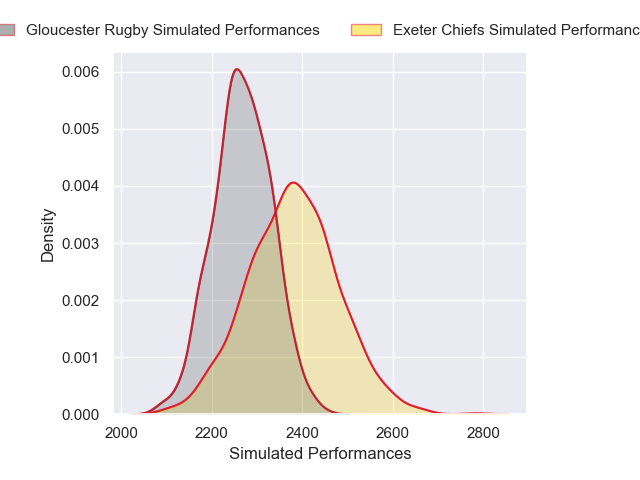 Gloucester Rugby Simulated Performances Exeter Chiefs Simulated Performanc
0.006
0.005
0.004
0.003
0.002
0.001
0.000
Density
2000 2200 2400 2600 2800
Simulated Performances